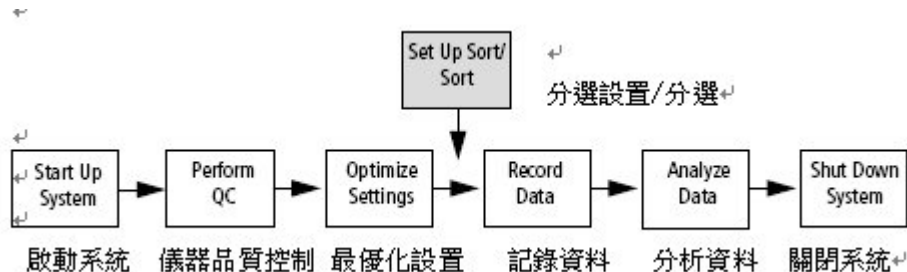 Set Up Sort/
Sort
分選設置/分選
Start Up
System
Perform
QC
Optimize
Settings
Record
Data
Analyze
Data
Shut Down
System
啟動系統
儀器品質控制
最優化設置
記錄資料
分析資料
關閉系統